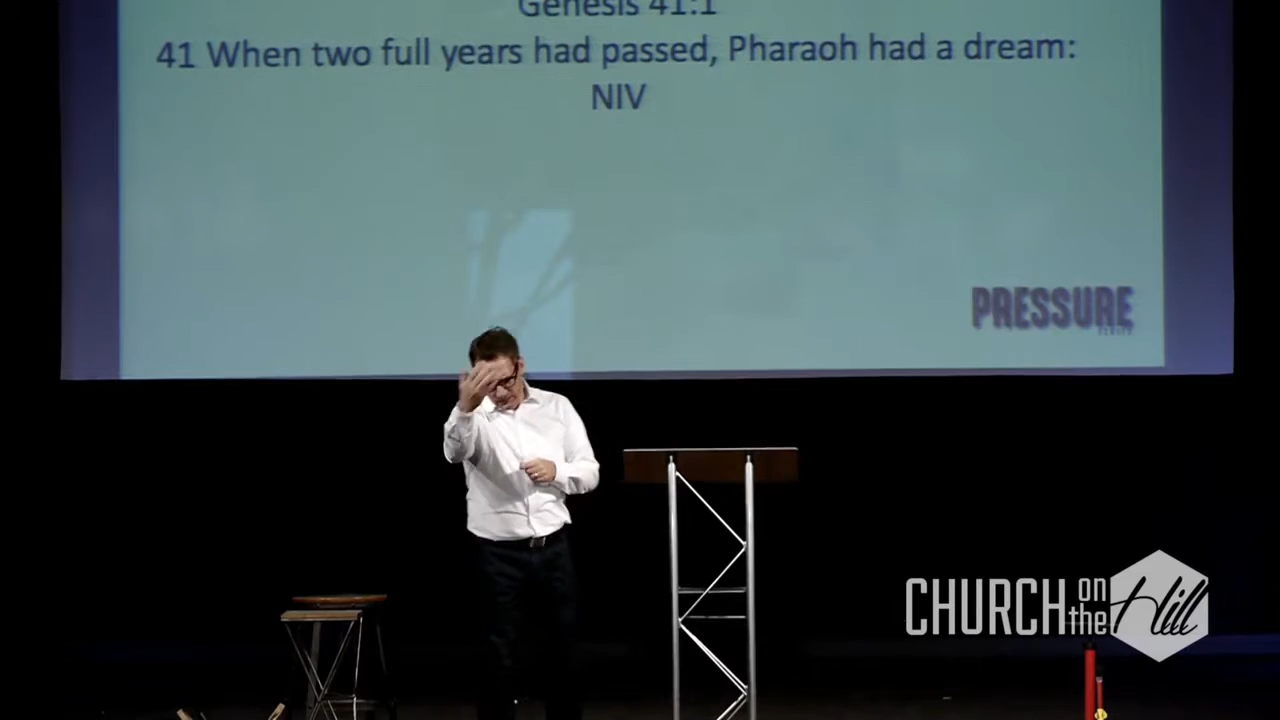 Genesis 41:1
41 When two full years had passed, Pharaoh had a dream:
NIV
PRESSURE
CHURCH on the Hill